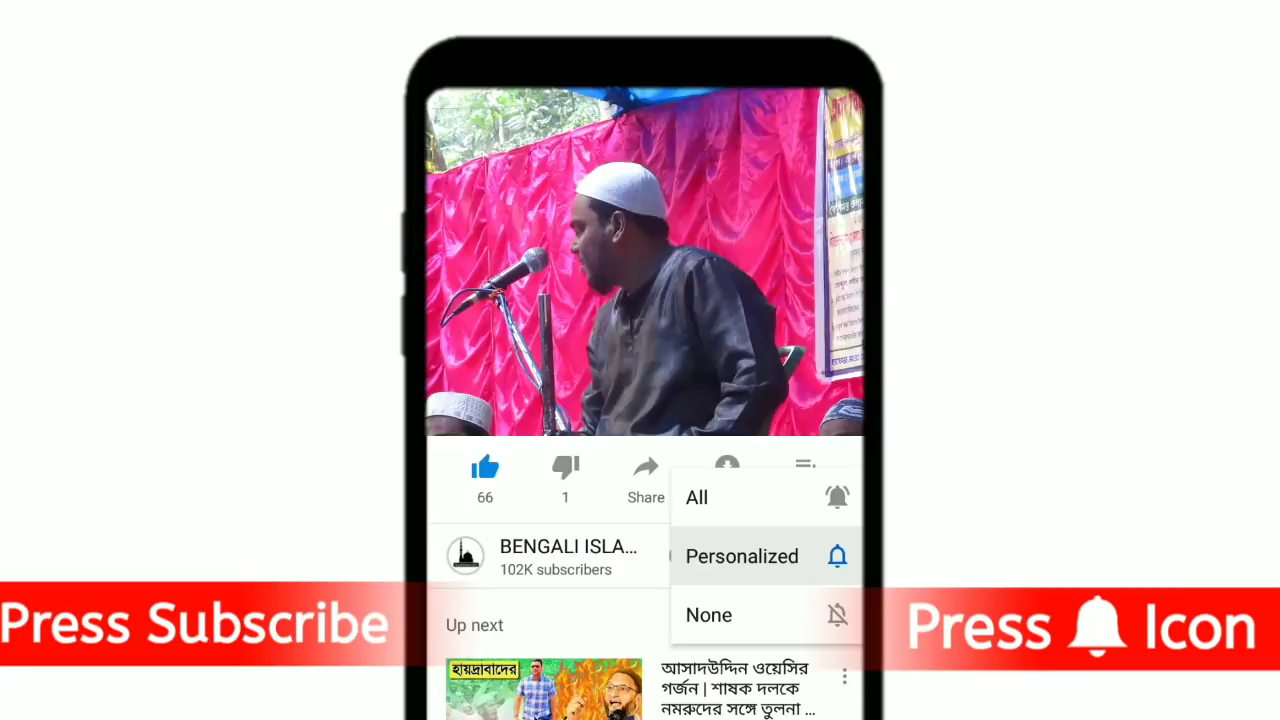 66
1
Share
All
BENGALI ISLA...
102K subscribers
Personalized
None
Press Subscribe
Press Icon
Up next
হায়দ্রাবাদের
আসাদউদ্দিন ওয়েসির
গর্জন | শাষক দলকে
নমরুদের সঙ্গে তুলনা ...